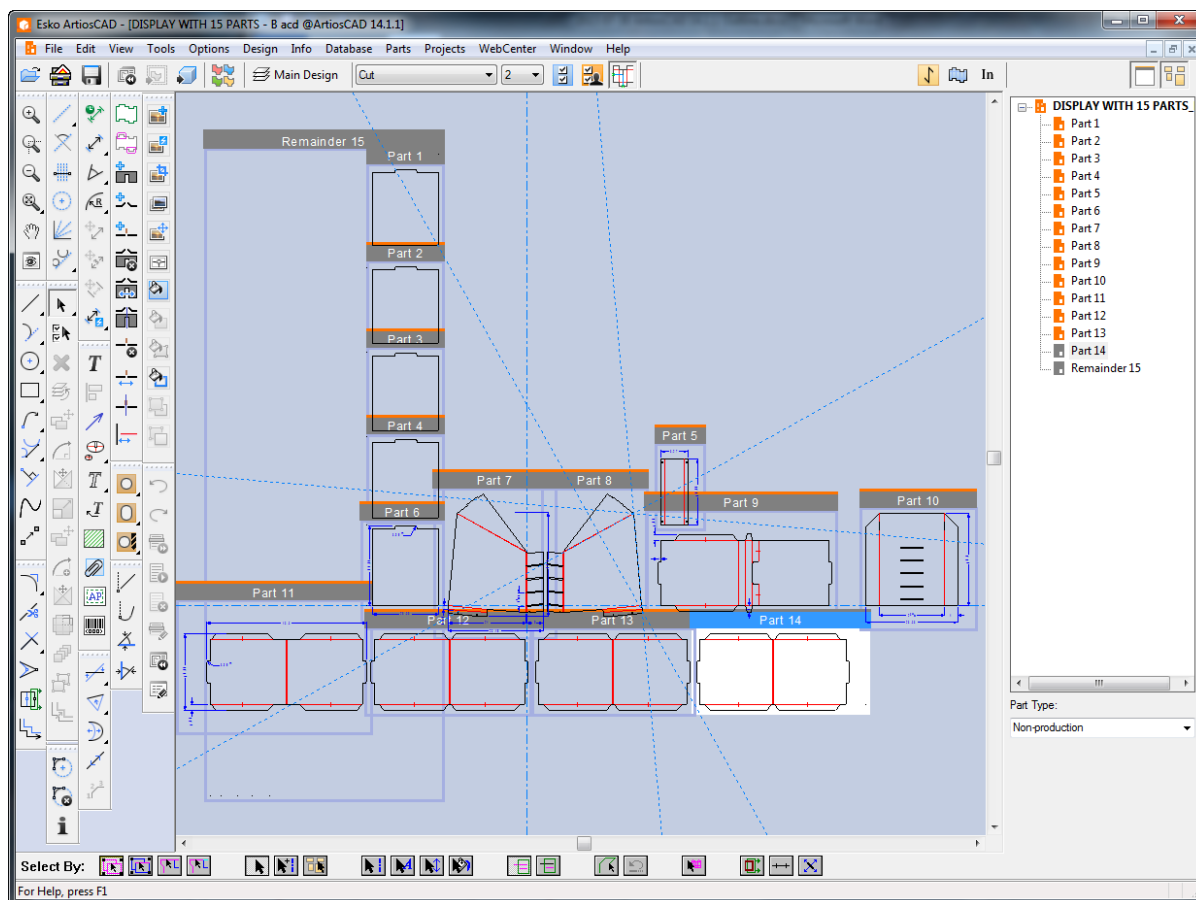 Esko ArtiosCAD - [DISPLAY WITH 15 PARTS - B acd @ArtiosCAD 14.1.1]
File Edit View Tools Options Design Info Database Parts Projects WebCenter Window Help
Main Design Cut 2 In
DISPLAY WITH 15 PARTS_
Part 1
Part 2
Part 3
Part 4
Part 5
Part 6
Part 7
Part 8
Part 9
Part 10
Part 11
Part 12
Part 13
Part 14
Remainder 15
Part Type:
Non-production
Remainder 15
Part 1
Part 2
Part 3
Part 4
Part 5
Part 6
Part 7
Part 8
Part 9
Part 10
Part 11
Part 12
Part 13
Part 14
Select By:
For Help, press F1